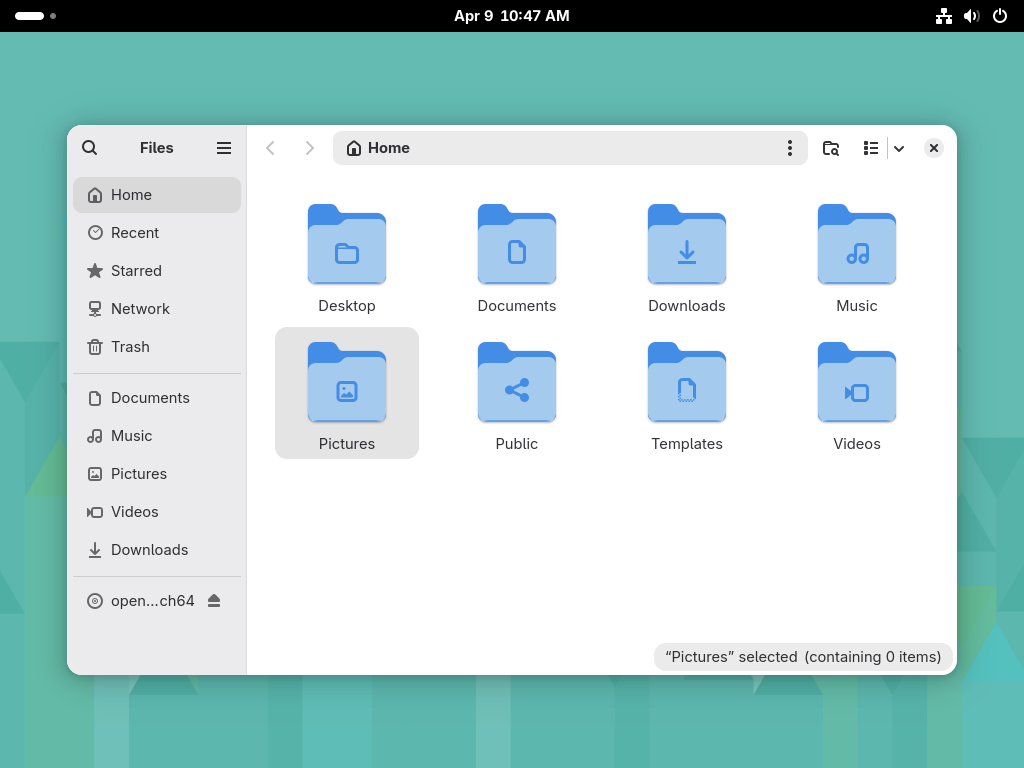 Apr 9 10:47 AM
Files
Home
Home
Recent
Starred
Network
Trash
Documents
Music
Pictures
Videos
Downloads
open…ch64
Desktop
Documents
Downloads
Music
Pictures
Public
Templates
Videos
“Pictures” selected (containing 0 items)